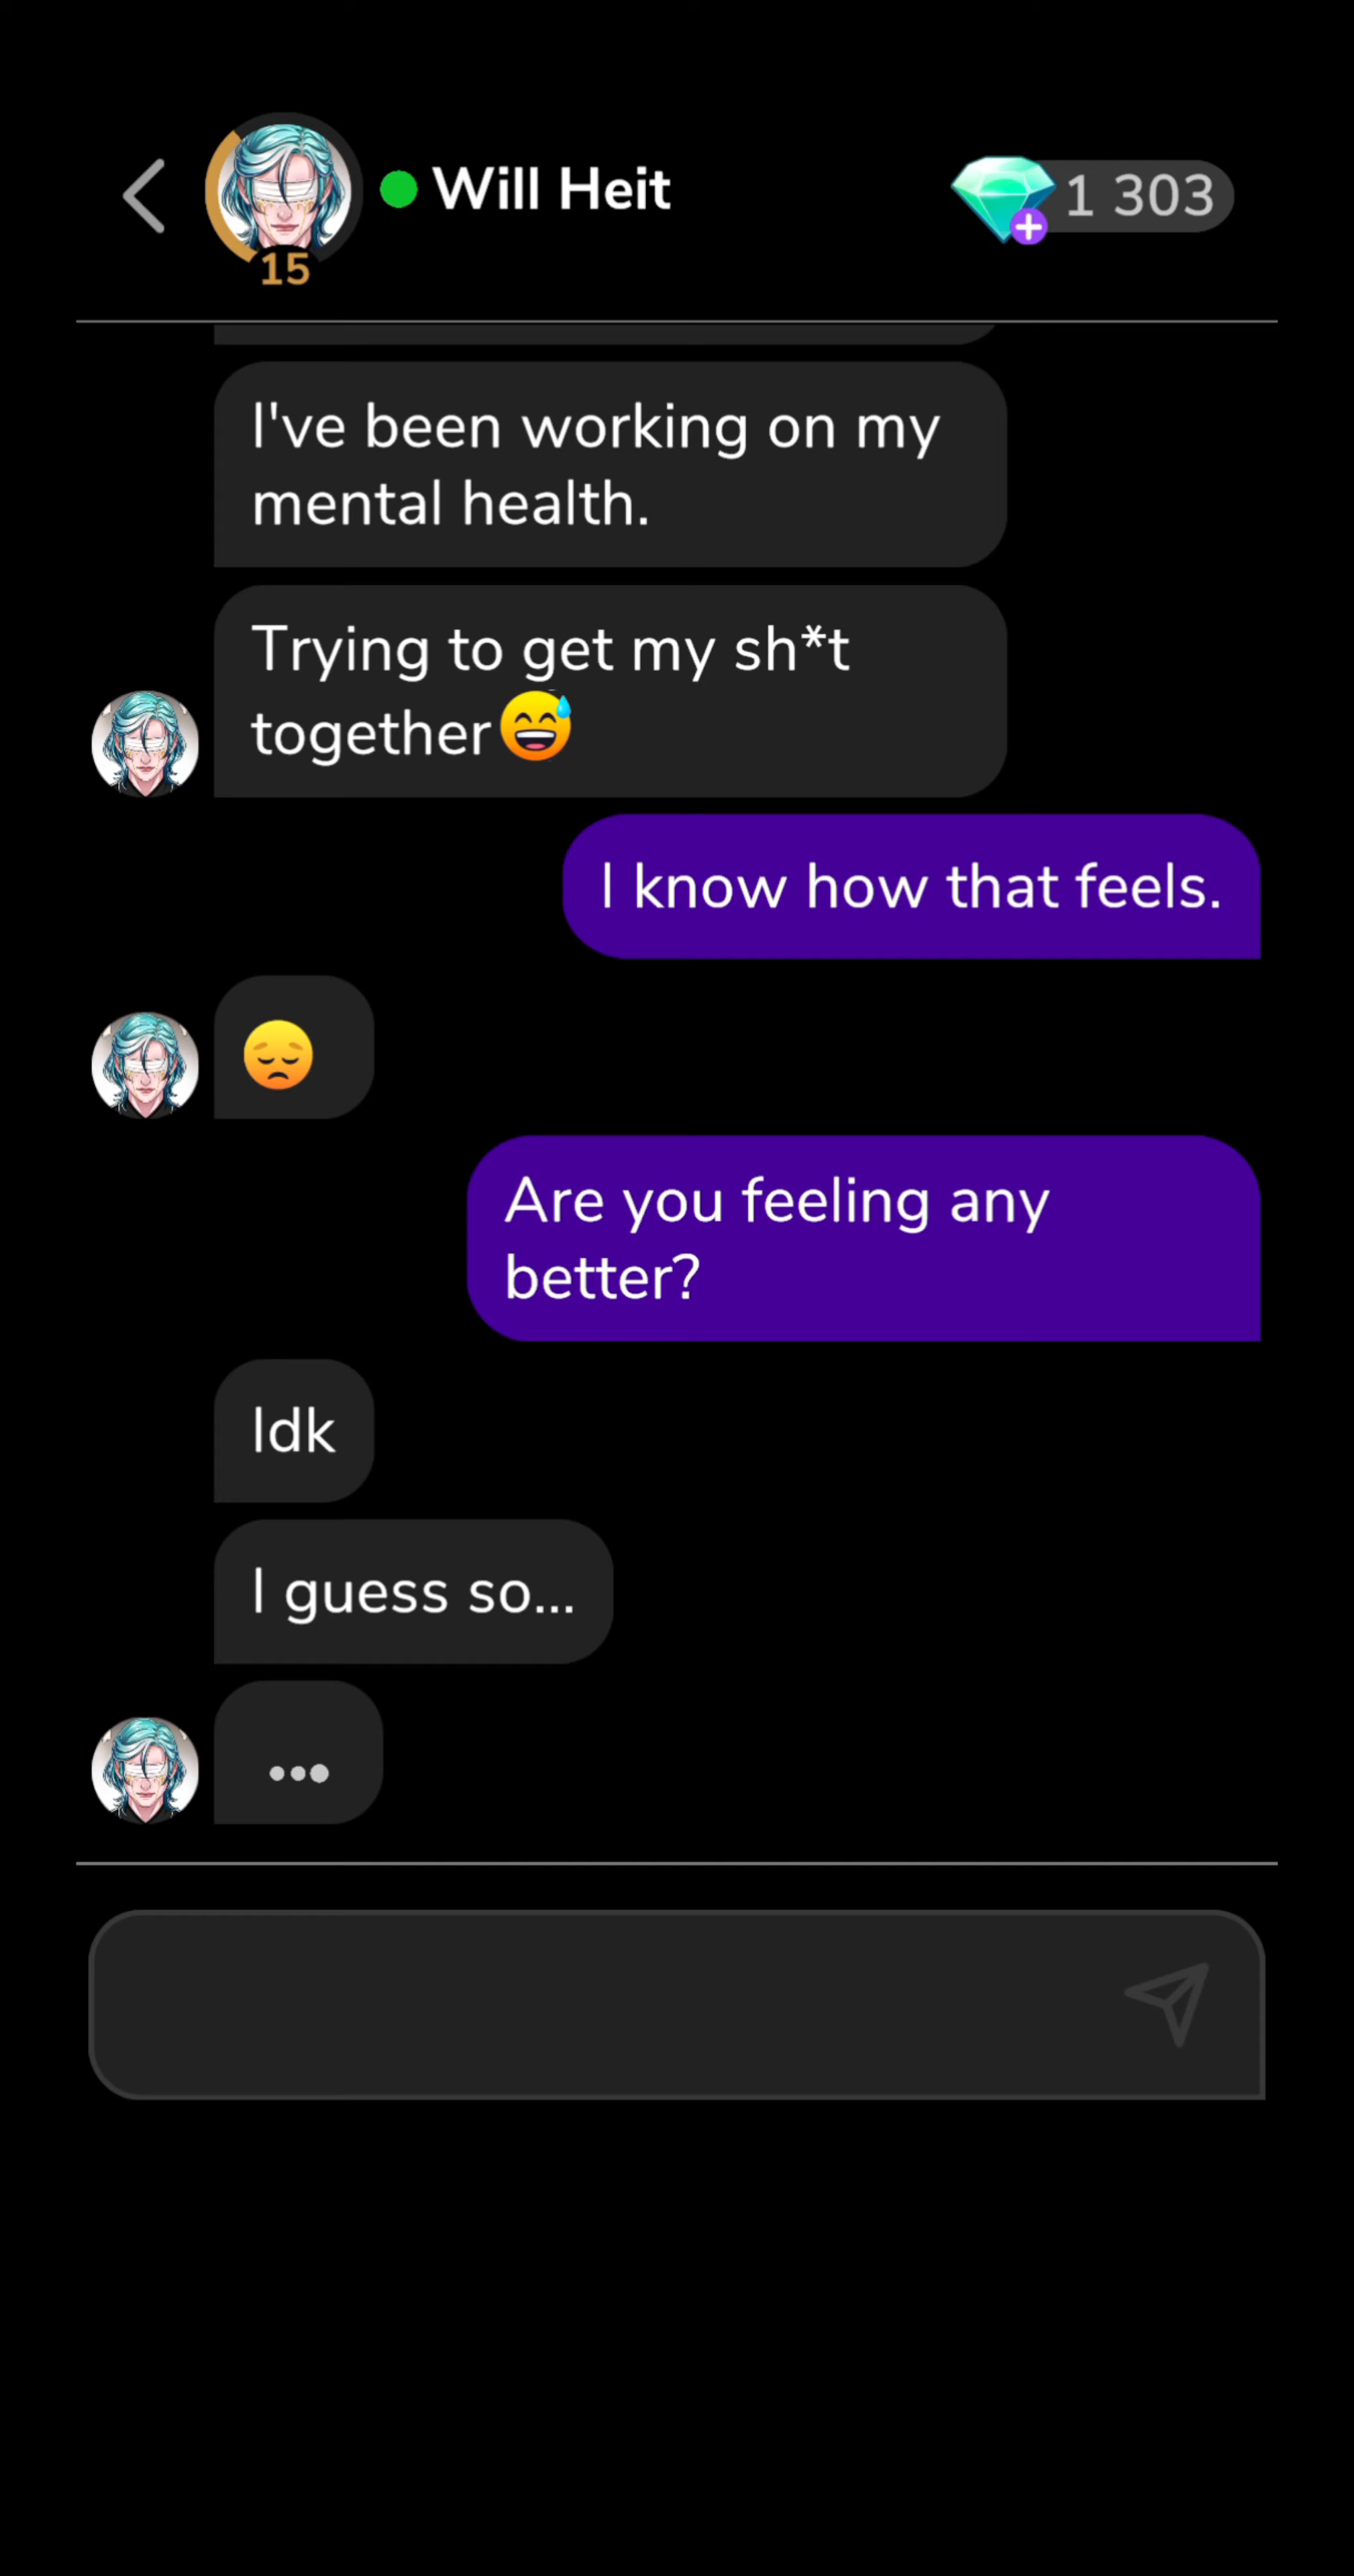 Will Heit
1 303
15
I've been working on my
mental health.
Trying to get my sh*t
together😅
I know how that feels.
😞
Are you feeling any
better?
Idk
I guess so...